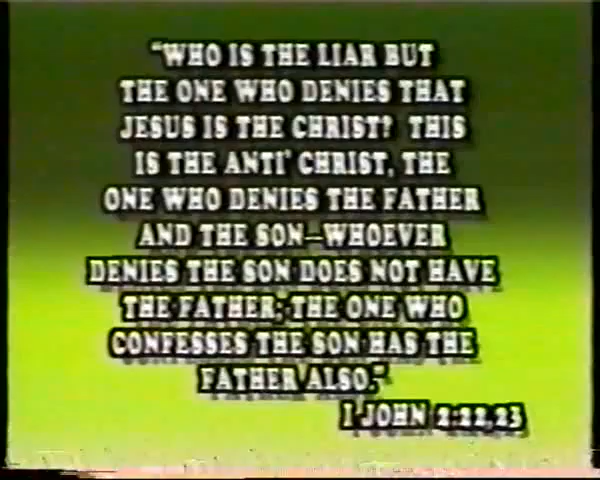 "WHO IS THE LIAR BUT
THE ONE WHO DENIES THAT
JESUS IS THE CHRIST? THIS
IS THE ANTI' CHRIST, THE
ONE WHO DENIES THE FATHER
AND THE SON—WHOEVER
DENIES THE SON DOES NOT HAVE
THE FATHER; THE ONE WHO
CONFESSES THE SON HAS THE
FATHER ALSO."
I JOHN 2:22,23